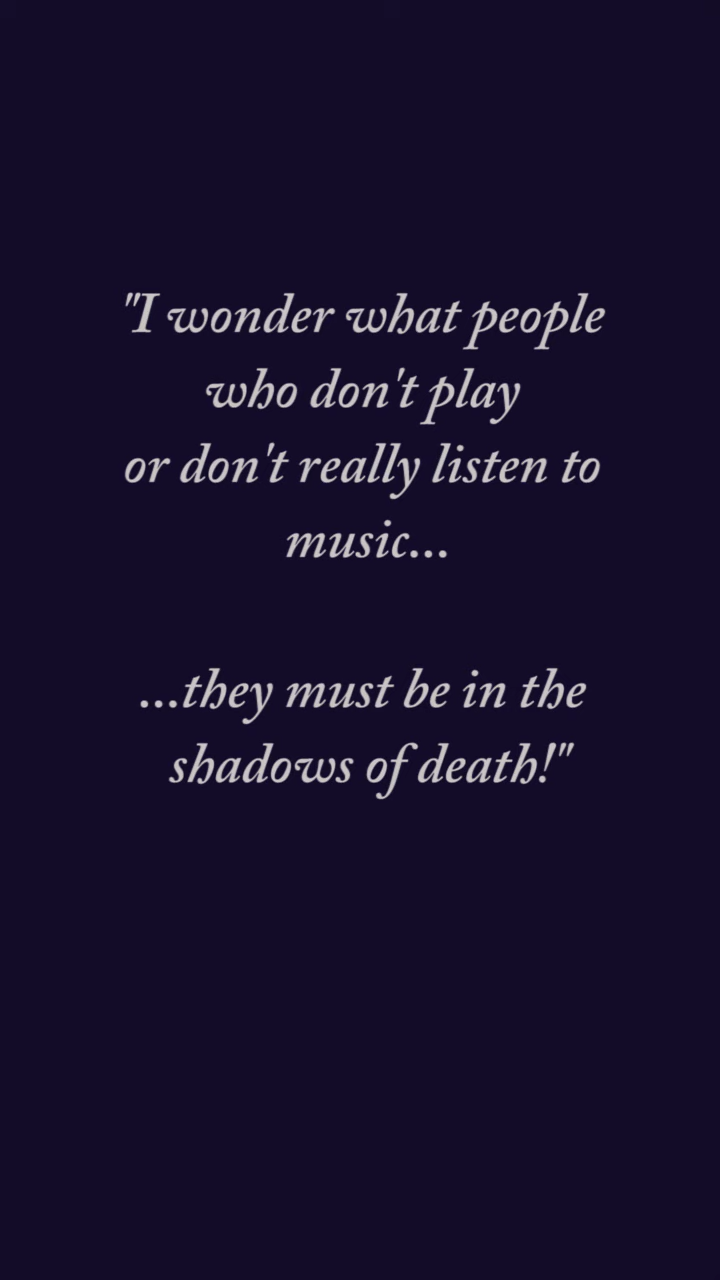 "I wonder what people
who don't play
or don't really listen to
music...
...they must be in the
shadows of death!"